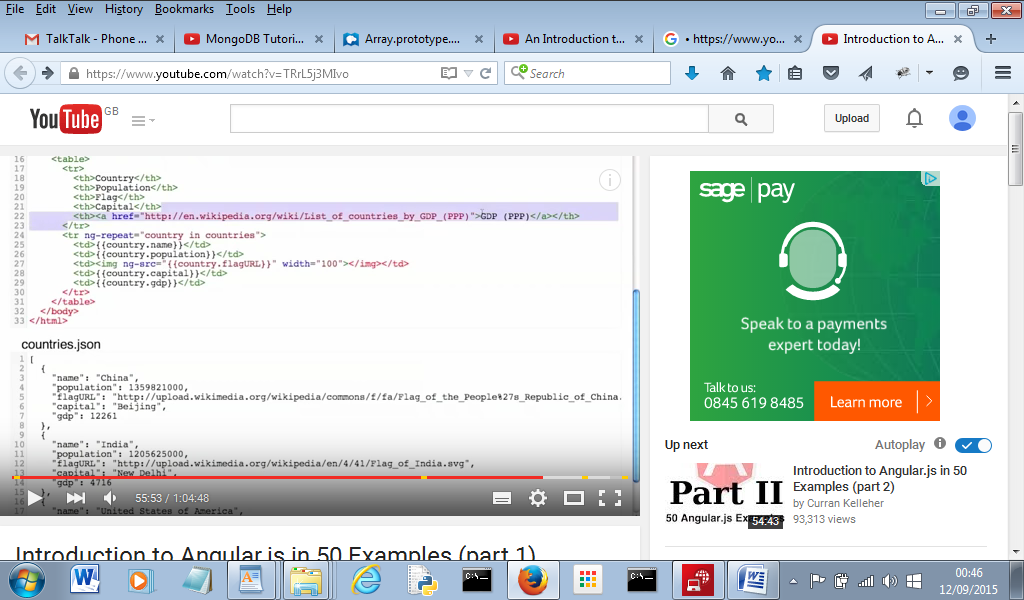 File Edit View History Bookmarks Tools Help
TalkTalk - Phone ...
MongoDB Tutori...
Array.prototype....
An Introduction t...
• https://www.yo...
Introduction to A...
https://www.youtube.com/watch?v=TRrL5j3MIvo
Search
YouTube GB
Upload
16 <table>
17 <tr>
18 <th>Country</th>
19 <th>Population</th>
20 <th>Flag</th>
21 <th>Capital</th>
22 <th><a href="http://en.wikipedia.org/wiki/List_of_countries_by_GDP_(PPP)">GDP (PPP)</a></th>
23 </tr>
24 <tr ng-repeat="country in countries">
25 <td>{{country.name}}</td>
26 <td>{{country.population}}</td>
27 <td><img ng-src="{{country.flagURL}}" width="100"></img></td>
28 <td>{{country.capital}}</td>
29 <td>{{country.gdp}}</td>
30 </tr>
31 </table>
32 </body>
33 </html>
countries.json
1 [
2 {
3 "name": "China",
4 "population": 1359821000,
5 "flagURL": "http://upload.wikimedia.org/wikipedia/commons/f/fa/Flag_of_the_People%27s_Republic_of_China.
6 "capital": "Beijing",
7 "gdp": 12261
8 },
9 {
10 "name": "India",
11 "population": 1205625000,
12 "flagURL": "http://upload.wikimedia.org/wikipedia/en/4/41/Flag_of_India.svg",
13 "capital": "New Delhi",
14 "gdp": 4716
15 },
16 {
17 "name": "United States of America",
55:53 / 1:04:48
Introduction to Angular.js in 50 Examples (part 1)
sage pay
Speak to a payments
expert today!
Talk to us:
0845 619 8485
Learn more
Up next
Autoplay
Part II
50 Angular.js Ex
54:43
Introduction to Angular.js in 50
Examples (part 2)
by Curran Kelleher
93,313 views
00:46
12/09/2015